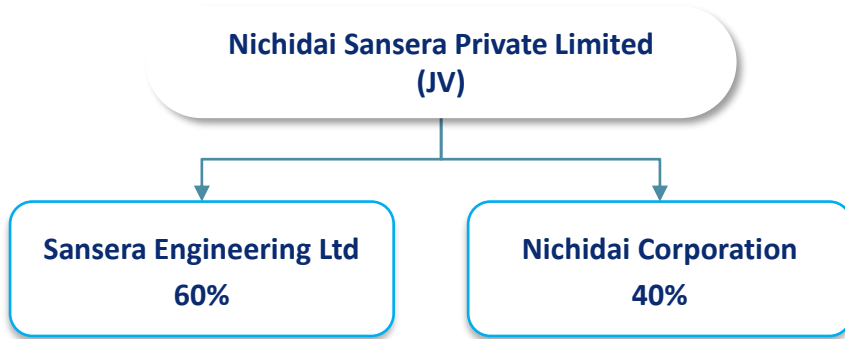 Nichidai Sansera Private Limited
(JV)
Sansera Engineering Ltd
60%
Nichidai Corporation
40%